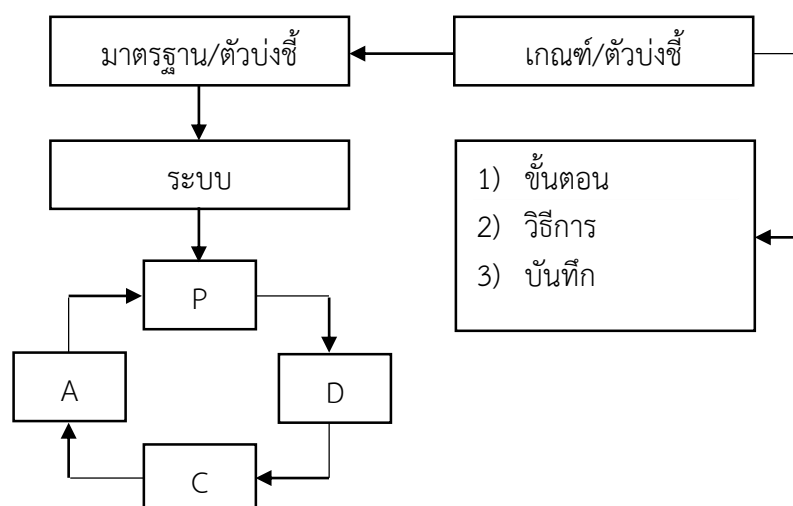 มาตรฐาน/ตัวบ่งชี้
เกณฑ์/ตัวบ่งชี้
ระบบ
1) ขั้นตอน
2) วิธีการ
3) บันทึก
P
A
D
C